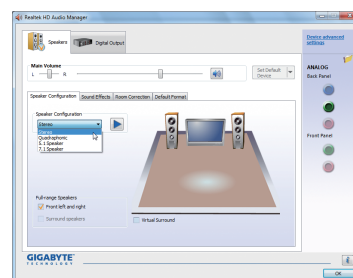 Realtek HD Audio Manager
Speakers
Digital Output
Device advanced settings
Main Volume
L
R
Set Default Device
ANALOG
Back Panel
Speaker Configuration
Sound Effects
Room Correction
Default Format
Speaker Configuration
Stereo
Stereo
Quadraphonic
5.1 Speaker
7.1 Speaker
Front Panel
Full-range Speakers
Front left and right
Surround speakers
Virtual Surround
GIGABYTE
TECHNOLOGY
OK